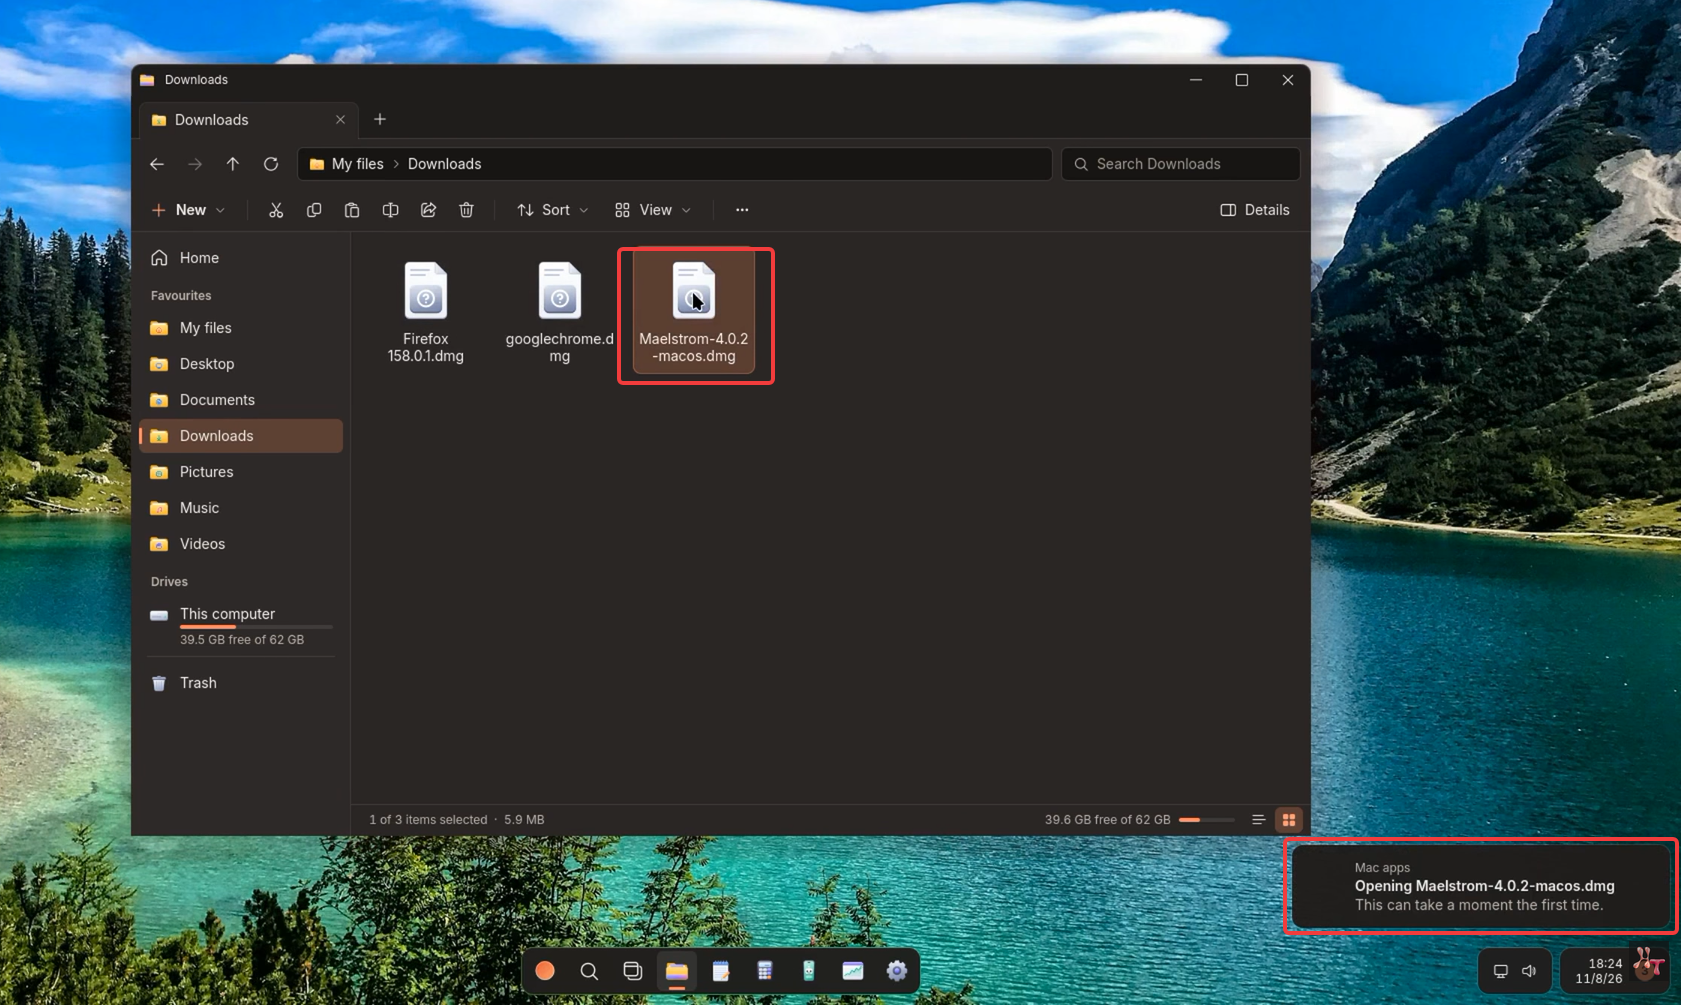 Downloads
Downloads
My files > Downloads
Search Downloads
New
Sort
View
Details
Home
Favourites
My files
Desktop
Documents
Downloads
Pictures
Music
Videos
Drives
This computer
39.5 GB free of 62 GB
Trash
Firefox
158.0.1.dmg
googlechrome.d
mg
Maelstrom-4.0.2
-macos.dmg
1 of 3 items selected · 5.9 MB
39.6 GB free of 62 GB
Mac apps
Opening Maelstrom-4.0.2-macos.dmg
This can take a moment the first time.
18:24
11/8/26